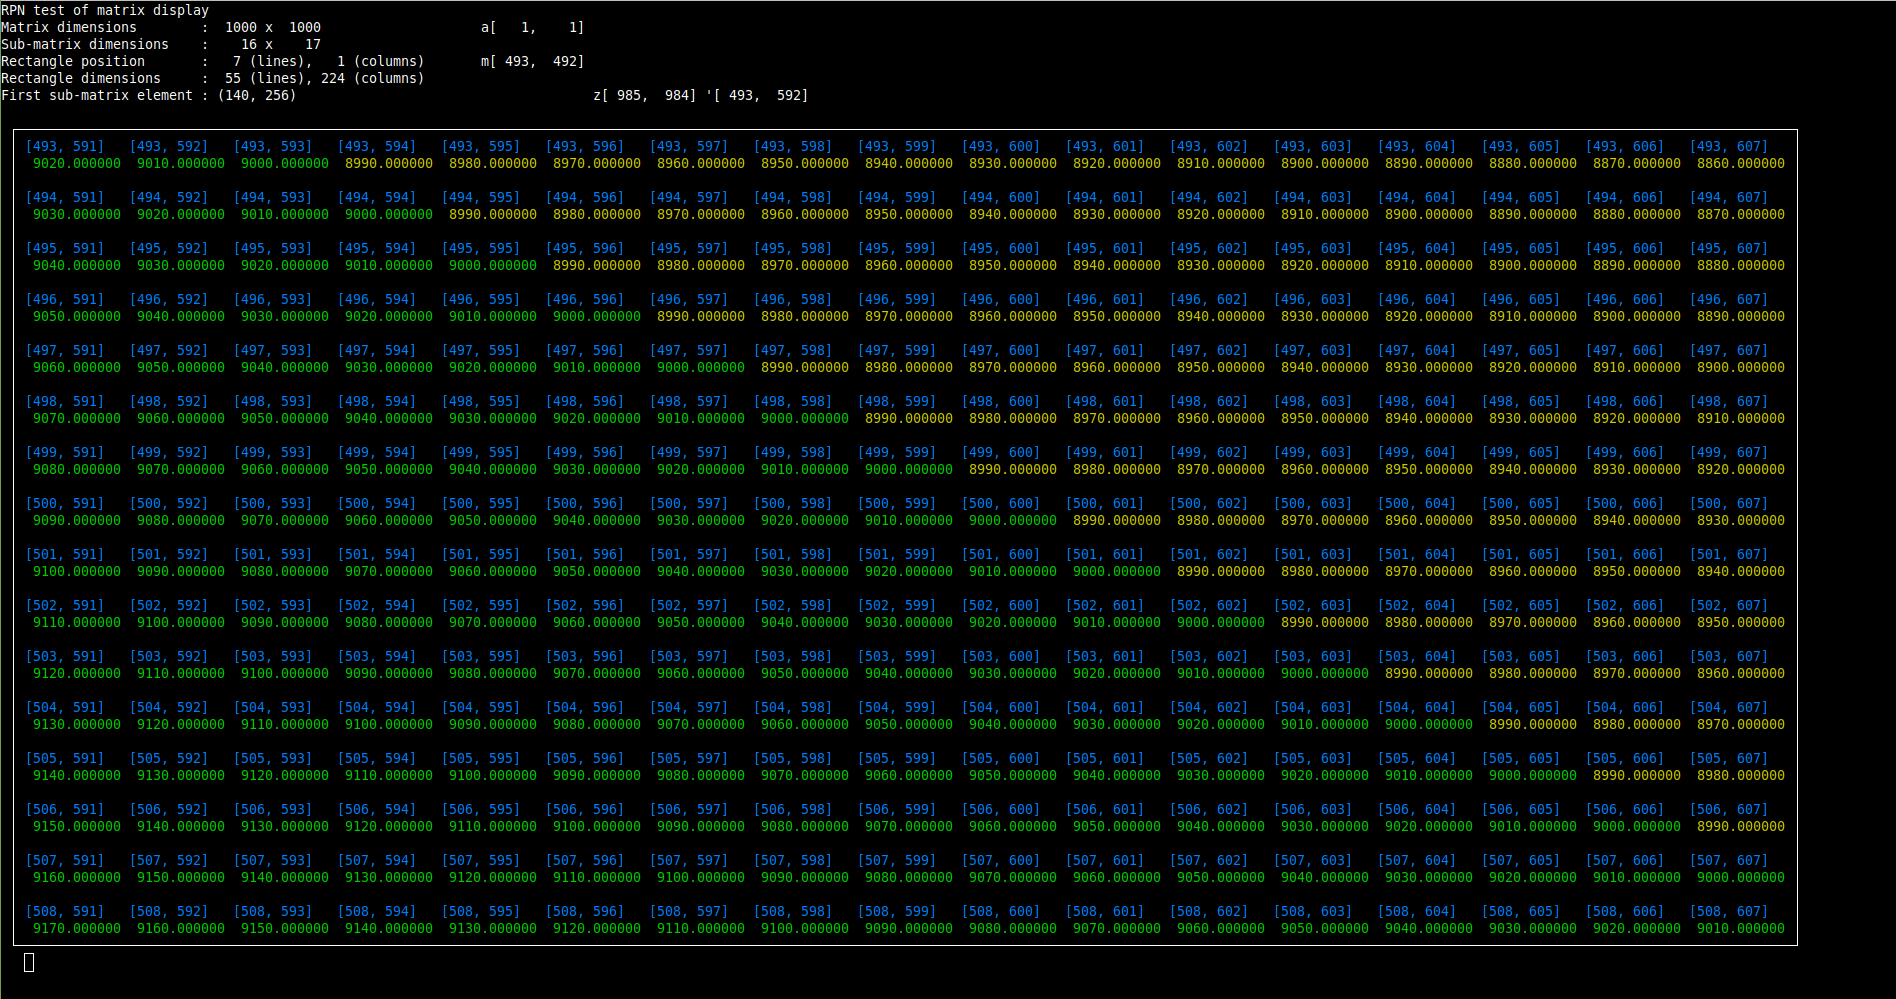 RPN test of matrix display
Matrix dimensions        :  1000 x  1000                    a[   1,    1]
Sub-matrix dimensions    :    16 x    17
Rectangle position       :   7 (lines),   1 (columns)       m[ 493,  492]
Rectangle dimensions     :  55 (lines), 224 (columns)
First sub-matrix element : (140, 256)                                     z[ 985,  984] '[ 493,  592]
[493, 591] [493, 592] [493, 593] [493, 594] [493, 595] [493, 596] [493, 597] [493, 598] [493, 599] [493, 600] [493, 601] [493, 602] [493, 603] [493, 604] [493, 605] [493, 606] [493, 607]
9020.000000 9010.000000 9000.000000 8990.000000 8980.000000 8970.000000 8960.000000 8950.000000 8940.000000 8930.000000 8920.000000 8910.000000 8900.000000 8890.000000 8880.000000 8870.000000 8860.000000
[494, 591] [494, 592] [494, 593] [494, 594] [494, 595] [494, 596] [494, 597] [494, 598] [494, 599] [494, 600] [494, 601] [494, 602] [494, 603] [494, 604] [494, 605] [494, 606] [494, 607]
9030.000000 9020.000000 9010.000000 9000.000000 8990.000000 8980.000000 8970.000000 8960.000000 8950.000000 8940.000000 8930.000000 8920.000000 8910.000000 8900.000000 8890.000000 8880.000000 8870.000000
[495, 591] [495, 592] [495, 593] [495, 594] [495, 595] [495, 596] [495, 597] [495, 598] [495, 599] [495, 600] [495, 601] [495, 602] [495, 603] [495, 604] [495, 605] [495, 606] [495, 607]
9040.000000 9030.000000 9020.000000 9010.000000 9000.000000 8990.000000 8980.000000 8970.000000 8960.000000 8950.000000 8940.000000 8930.000000 8920.000000 8910.000000 8900.000000 8890.000000 8880.000000
[496, 591] [496, 592] [496, 593] [496, 594] [496, 595] [496, 596] [496, 597] [496, 598] [496, 599] [496, 600] [496, 601] [496, 602] [496, 603] [496, 604] [496, 605] [496, 606] [496, 607]
9050.000000 9040.000000 9030.000000 9020.000000 9010.000000 9000.000000 8990.000000 8980.000000 8970.000000 8960.000000 8950.000000 8940.000000 8930.000000 8920.000000 8910.000000 8900.000000 8890.000000
[497, 591] [497, 592] [497, 593] [497, 594] [497, 595] [497, 596] [497, 597] [497, 598] [497, 599] [497, 600] [497, 601] [497, 602] [497, 603] [497, 604] [497, 605] [497, 606] [497, 607]
9060.000000 9050.000000 9040.000000 9030.000000 9020.000000 9010.000000 9000.000000 8990.000000 8980.000000 8970.000000 8960.000000 8950.000000 8940.000000 8930.000000 8920.000000 8910.000000 8900.000000
[498, 591] [498, 592] [498, 593] [498, 594] [498, 595] [498, 596] [498, 597] [498, 598] [498, 599] [498, 600] [498, 601] [498, 602] [498, 603] [498, 604] [498, 605] [498, 606] [498, 607]
9070.000000 9060.000000 9050.000000 9040.000000 9030.000000 9020.000000 9010.000000 9000.000000 8990.000000 8980.000000 8970.000000 8960.000000 8950.000000 8940.000000 8930.000000 8920.000000 8910.000000
[499, 591] [499, 592] [499, 593] [499, 594] [499, 595] [499, 596] [499, 597] [499, 598] [499, 599] [499, 600] [499, 601] [499, 602] [499, 603] [499, 604] [499, 605] [499, 606] [499, 607]
9080.000000 9070.000000 9060.000000 9050.000000 9040.000000 9030.000000 9020.000000 9010.000000 9000.000000 8990.000000 8980.000000 8970.000000 8960.000000 8950.000000 8940.000000 8930.000000 8920.000000
[500, 591] [500, 592] [500, 593] [500, 594] [500, 595] [500, 596] [500, 597] [500, 598] [500, 599] [500, 600] [500, 601] [500, 602] [500, 603] [500, 604] [500, 605] [500, 606] [500, 607]
9090.000000 9080.000000 9070.000000 9060.000000 9050.000000 9040.000000 9030.000000 9020.000000 9010.000000 9000.000000 8990.000000 8980.000000 8970.000000 8960.000000 8950.000000 8940.000000 8930.000000
[501, 591] [501, 592] [501, 593] [501, 594] [501, 595] [501, 596] [501, 597] [501, 598] [501, 599] [501, 600] [501, 601] [501, 602] [501, 603] [501, 604] [501, 605] [501, 606] [501, 607]
9100.000000 9090.000000 9080.000000 9070.000000 9060.000000 9050.000000 9040.000000 9030.000000 9020.000000 9010.000000 9000.000000 8990.000000 8980.000000 8970.000000 8960.000000 8950.000000 8940.000000
[502, 591] [502, 592] [502, 593] [502, 594] [502, 595] [502, 596] [502, 597] [502, 598] [502, 599] [502, 600] [502, 601] [502, 602] [502, 603] [502, 604] [502, 605] [502, 606] [502, 607]
9110.000000 9100.000000 9090.000000 9080.000000 9070.000000 9060.000000 9050.000000 9040.000000 9030.000000 9020.000000 9010.000000 9000.000000 8990.000000 8980.000000 8970.000000 8960.000000 8950.000000
[503, 591] [503, 592] [503, 593] [503, 594] [503, 595] [503, 596] [503, 597] [503, 598] [503, 599] [503, 600] [503, 601] [503, 602] [503, 603] [503, 604] [503, 605] [503, 606] [503, 607]
9120.000000 9110.000000 9100.000000 9090.000000 9080.000000 9070.000000 9060.000000 9050.000000 9040.000000 9030.000000 9020.000000 9010.000000 9000.000000 8990.000000 8980.000000 8970.000000 8960.000000
[504, 591] [504, 592] [504, 593] [504, 594] [504, 595] [504, 596] [504, 597] [504, 598] [504, 599] [504, 600] [504, 601] [504, 602] [504, 603] [504, 604] [504, 605] [504, 606] [504, 607]
9130.000000 9120.000000 9110.000000 9100.000000 9090.000000 9080.000000 9070.000000 9060.000000 9050.000000 9040.000000 9030.000000 9020.000000 9010.000000 9000.000000 8990.000000 8980.000000 8970.000000
[505, 591] [505, 592] [505, 593] [505, 594] [505, 595] [505, 596] [505, 597] [505, 598] [505, 599] [505, 600] [505, 601] [505, 602] [505, 603] [505, 604] [505, 605] [505, 606] [505, 607]
9140.000000 9130.000000 9120.000000 9110.000000 9100.000000 9090.000000 9080.000000 9070.000000 9060.000000 9050.000000 9040.000000 9030.000000 9020.000000 9010.000000 9000.000000 8990.000000 8980.000000
[506, 591] [506, 592] [506, 593] [506, 594] [506, 595] [506, 596] [506, 597] [506, 598] [506, 599] [506, 600] [506, 601] [506, 602] [506, 603] [506, 604] [506, 605] [506, 606] [506, 607]
9150.000000 9140.000000 9130.000000 9120.000000 9110.000000 9100.000000 9090.000000 9080.000000 9070.000000 9060.000000 9050.000000 9040.000000 9030.000000 9020.000000 9010.000000 9000.000000 8990.000000
[507, 591] [507, 592] [507, 593] [507, 594] [507, 595] [507, 596] [507, 597] [507, 598] [507, 599] [507, 600] [507, 601] [507, 602] [507, 603] [507, 604] [507, 605] [507, 606] [507, 607]
9160.000000 9150.000000 9140.000000 9130.000000 9120.000000 9110.000000 9100.000000 9090.000000 9080.000000 9070.000000 9060.000000 9050.000000 9040.000000 9030.000000 9020.000000 9010.000000 9000.000000
[508, 591] [508, 592] [508, 593] [508, 594] [508, 595] [508, 596] [508, 597] [508, 598] [508, 599] [508, 600] [508, 601] [508, 602] [508, 603] [508, 604] [508, 605] [508, 606] [508, 607]
9170.000000 9160.000000 9150.000000 9140.000000 9130.000000 9120.000000 9110.000000 9100.000000 9090.000000 9080.000000 9070.000000 9060.000000 9050.000000 9040.000000 9030.000000 9020.000000 9010.000000